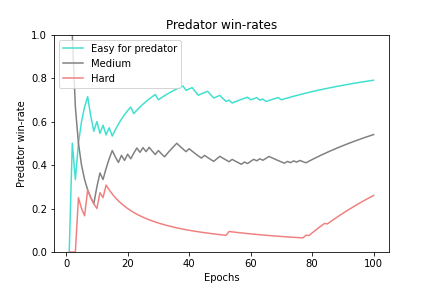 Predator win-rates
Predator win-rate
1.0
0.8
0.6
0.4
0.2
0.0
Easy for predator
Medium
Hard
0
20
40
60
80
100
Epochs